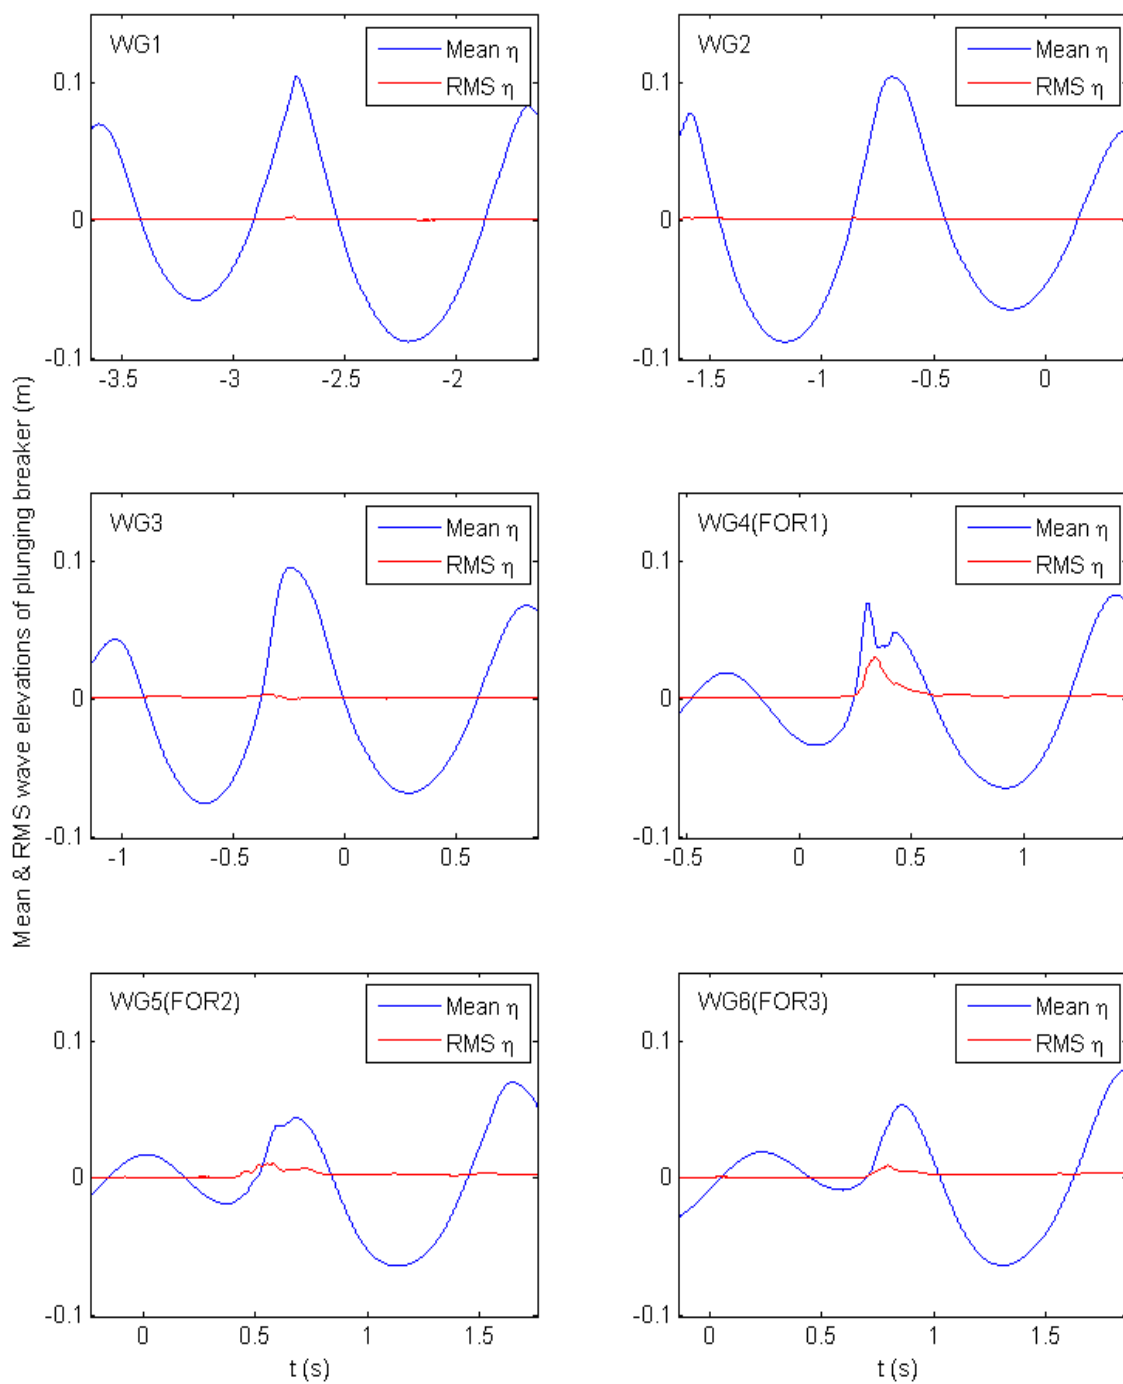 Mean & RMS wave elevations of plunging breaker (m)
WG1
Mean η
RMS η
0.1
0
-0.1
-3.5 -3 -2.5 -2
WG2
Mean η
RMS η
0.1
0
-0.1
-1.5 -1 -0.5 0
WG3
Mean η
RMS η
0.1
0
-0.1
-1 -0.5 0 0.5
WG4(FOR1)
Mean η
RMS η
0.1
0
-0.1
-0.5 0 0.5 1
WG5(FOR2)
Mean η
RMS η
0.1
0
-0.1
0 0.5 1 1.5
t (s)
WG6(FOR3)
Mean η
RMS η
0.1
0
-0.1
0 0.5 1 1.5
t (s)